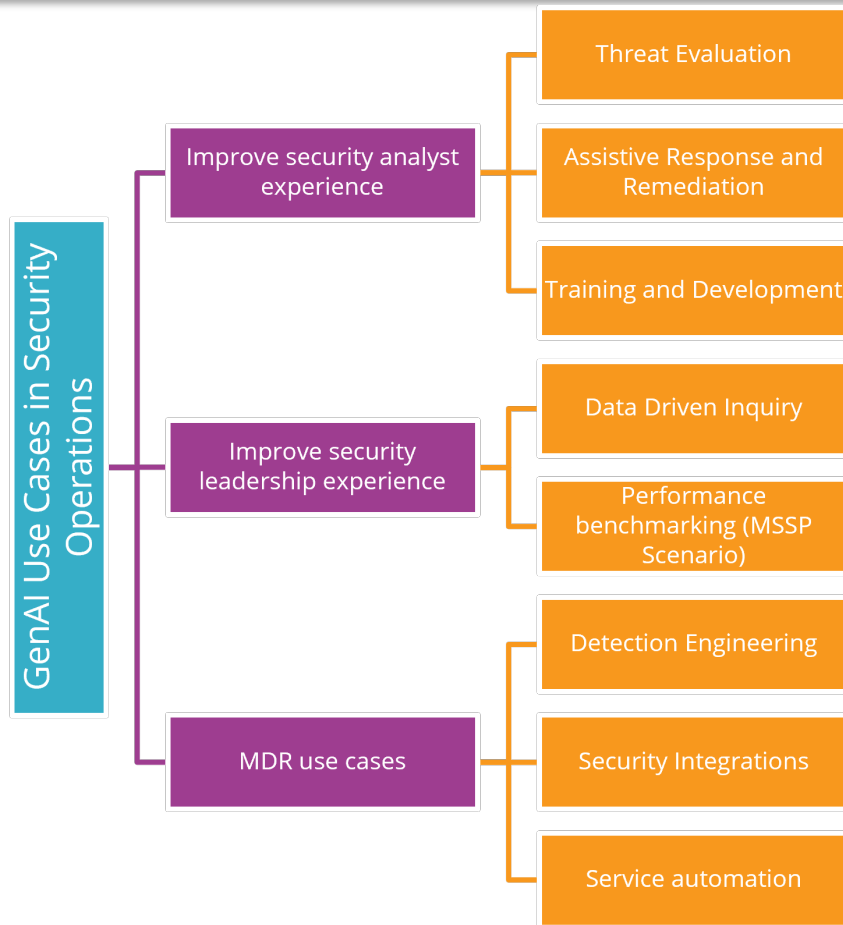 GenAI Use Cases in Security
Operations
Improve security analyst
experience
Threat Evaluation
Assistive Response and
Remediation
Training and Development
Improve security
leadership experience
Data Driven Inquiry
Performance
benchmarking (MSSP
Scenario)
MDR use cases
Detection Engineering
Security Integrations
Service automation